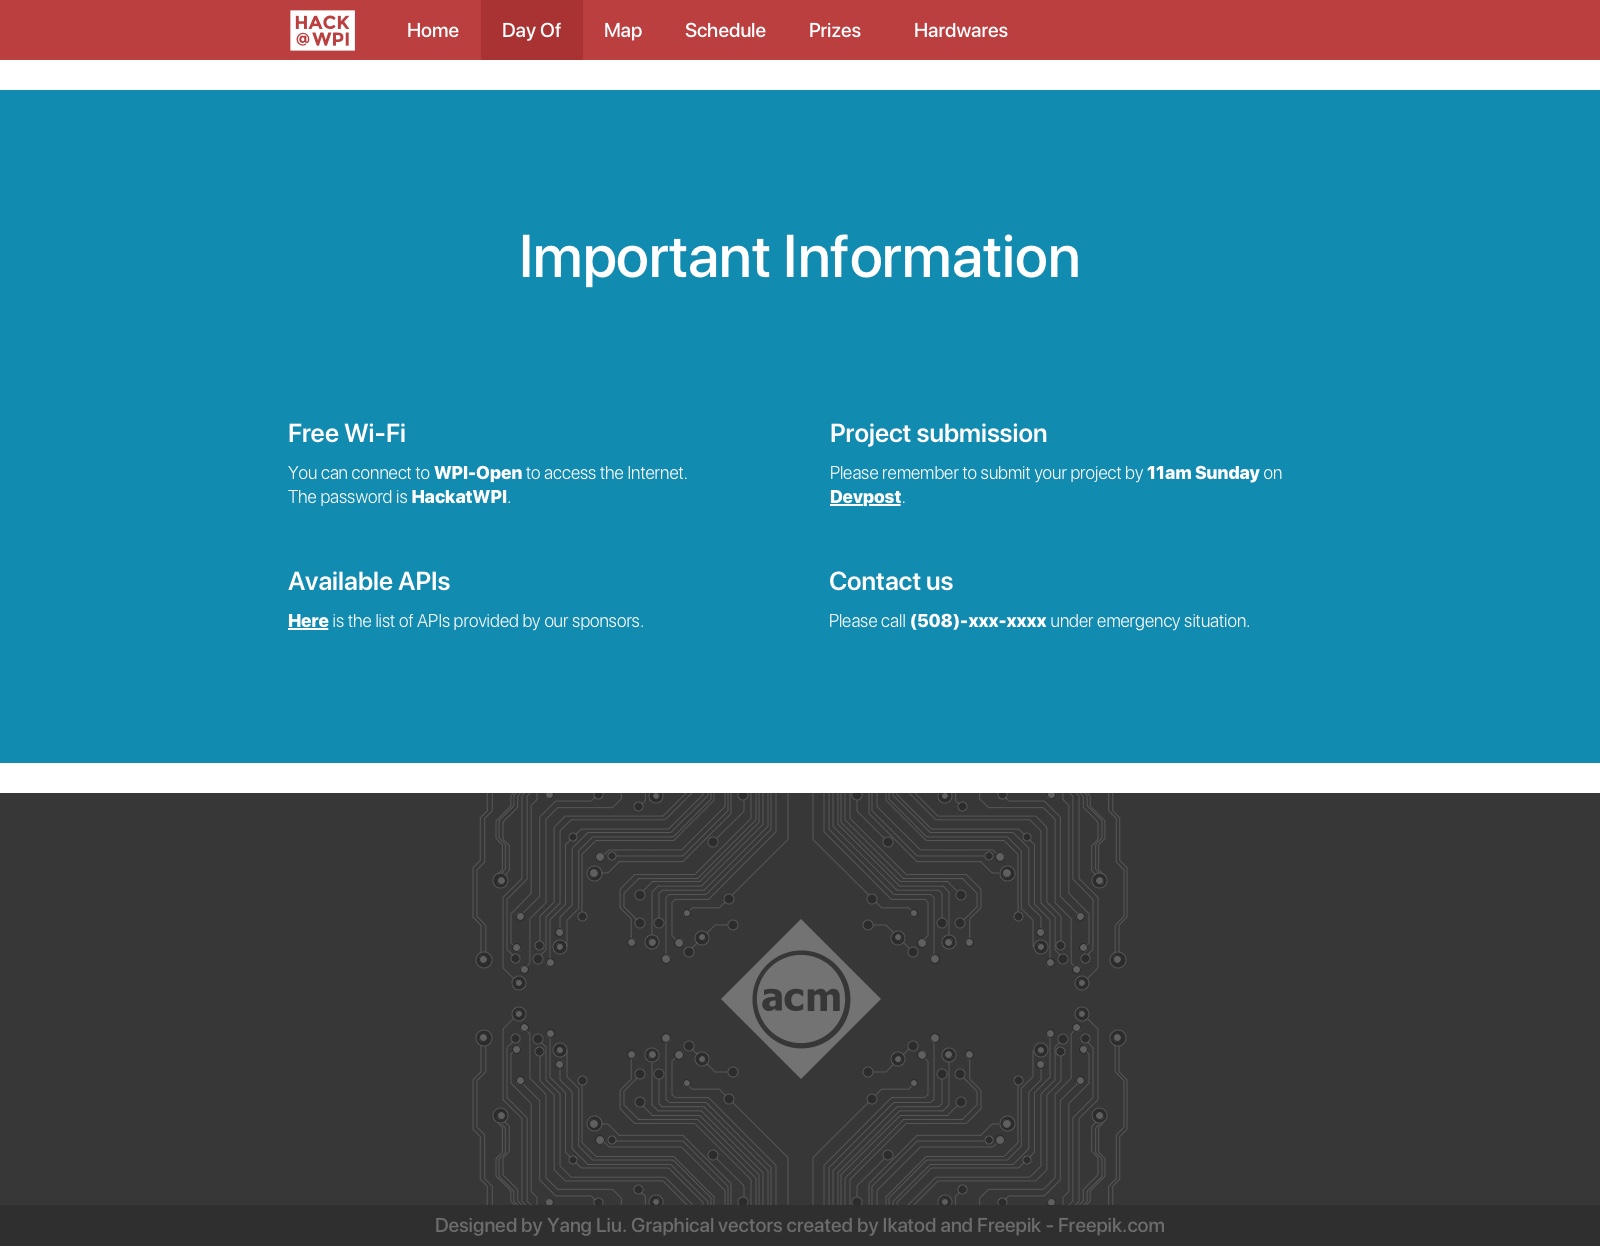 HACK
@WPI
Home Day Of Map Schedule Prizes Hardwares
Important Information
Free Wi-Fi
You can connect to WPI-Open to access the Internet.
The password is HackatWPI.
Project submission
Please remember to submit your project by 11am Sunday on
Devpost.
Available APIs
Here is the list of APIs provided by our sponsors.
Contact us
Please call (508)-xxx-xxxx under emergency situation.
acm
Designed by Yang Liu. Graphical vectors created by Ikatod and Freepik - Freepik.com